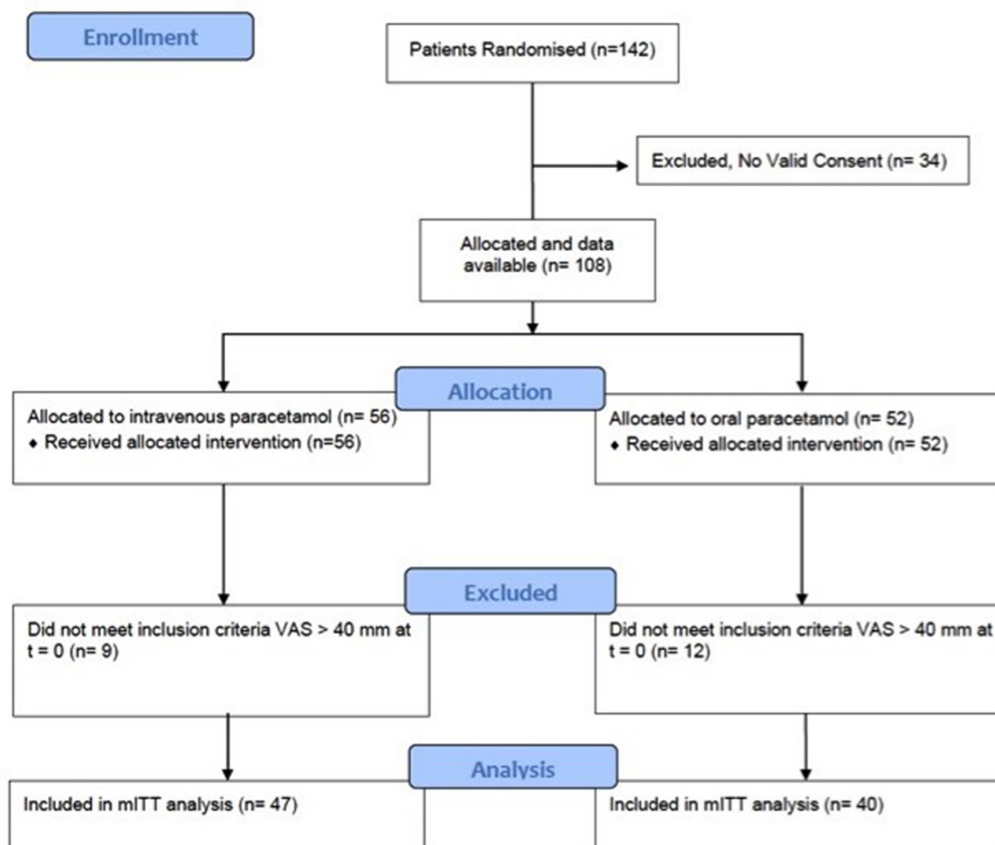 Enrollment
Patients Randomised (n=142)
Excluded, No Valid Consent (n= 34)
Allocated and data
available (n= 108)
Allocation
Allocated to intravenous paracetamol (n= 56)
♦ Received allocated intervention (n=56)
Allocated to oral paracetamol (n= 52)
♦ Received allocated intervention (n= 52)
Excluded
Did not meet inclusion criteria VAS > 40 mm at
t = 0 (n= 9)
Did not meet inclusion criteria VAS > 40 mm at
t = 0 (n= 12)
Analysis
Included in mITT analysis (n= 47)
Included in mITT analysis (n= 40)